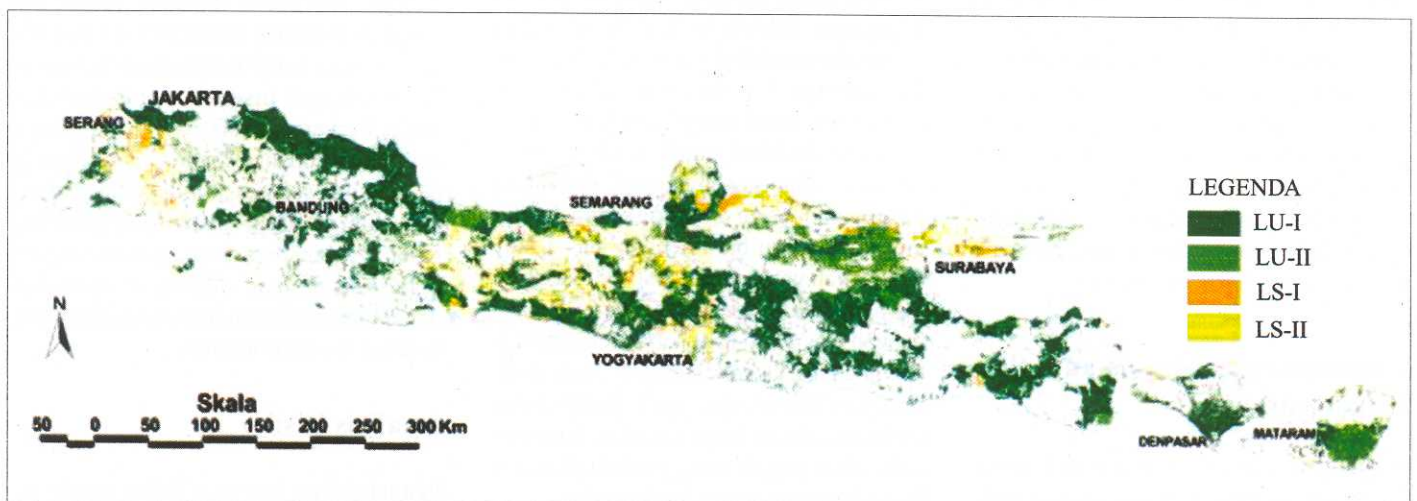 JAKARTA
SERANG
BANDUNG
SEMARANG
SURABAYA
YOGYAKARTA
DENPASAR
MATARAM
N
Skala
50 0 50 100 150 200 250 300 Km
LEGENDA
LU-I
LU-II
LS-I
LS-II